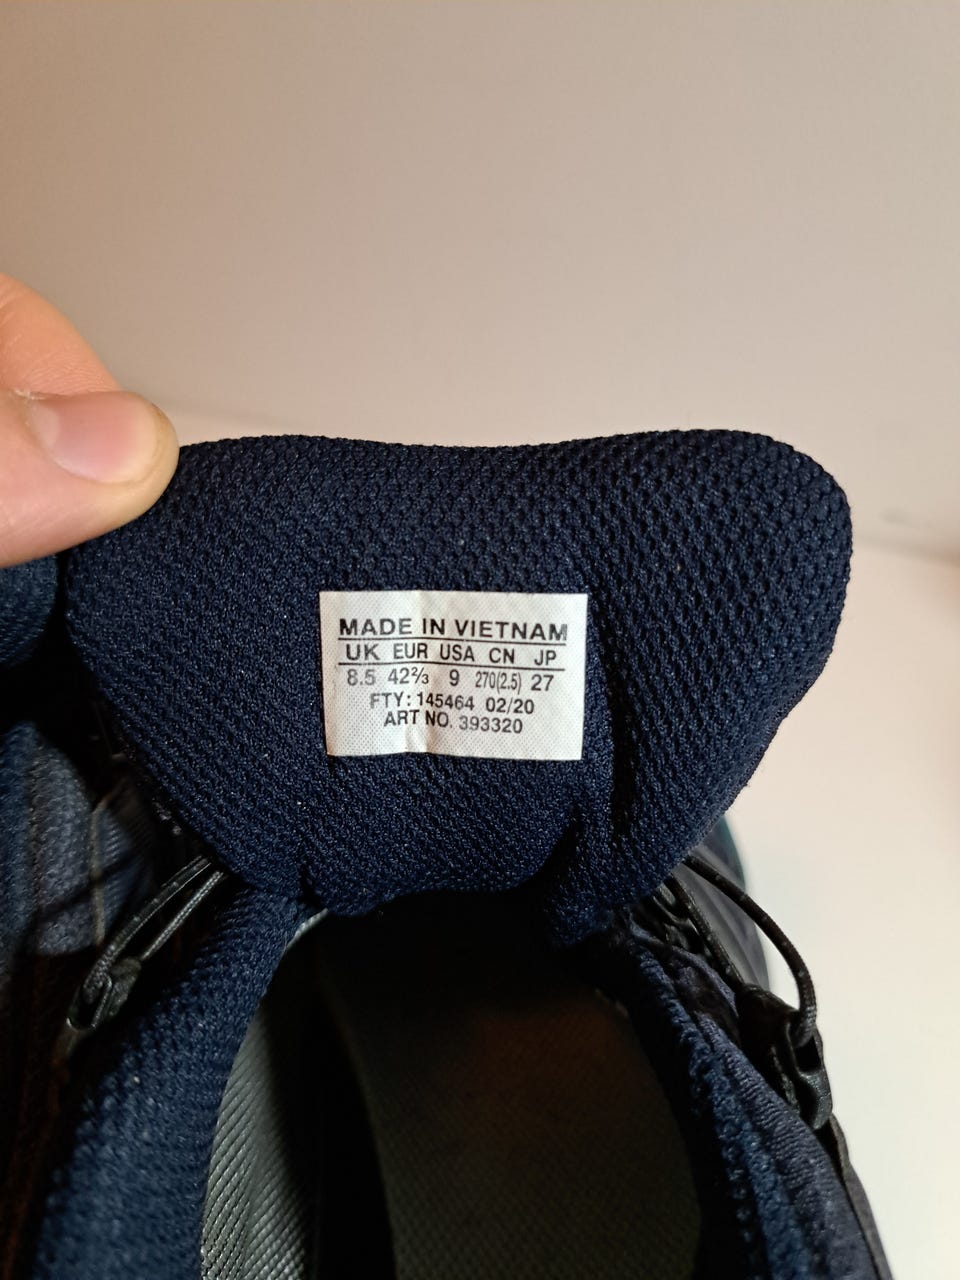 MADE IN VIETNAM
UK EUR USA CN JP
8.5 42⅔ 9 270(2.5) 27
FTY: 145464 02/20
ART NO. 393320